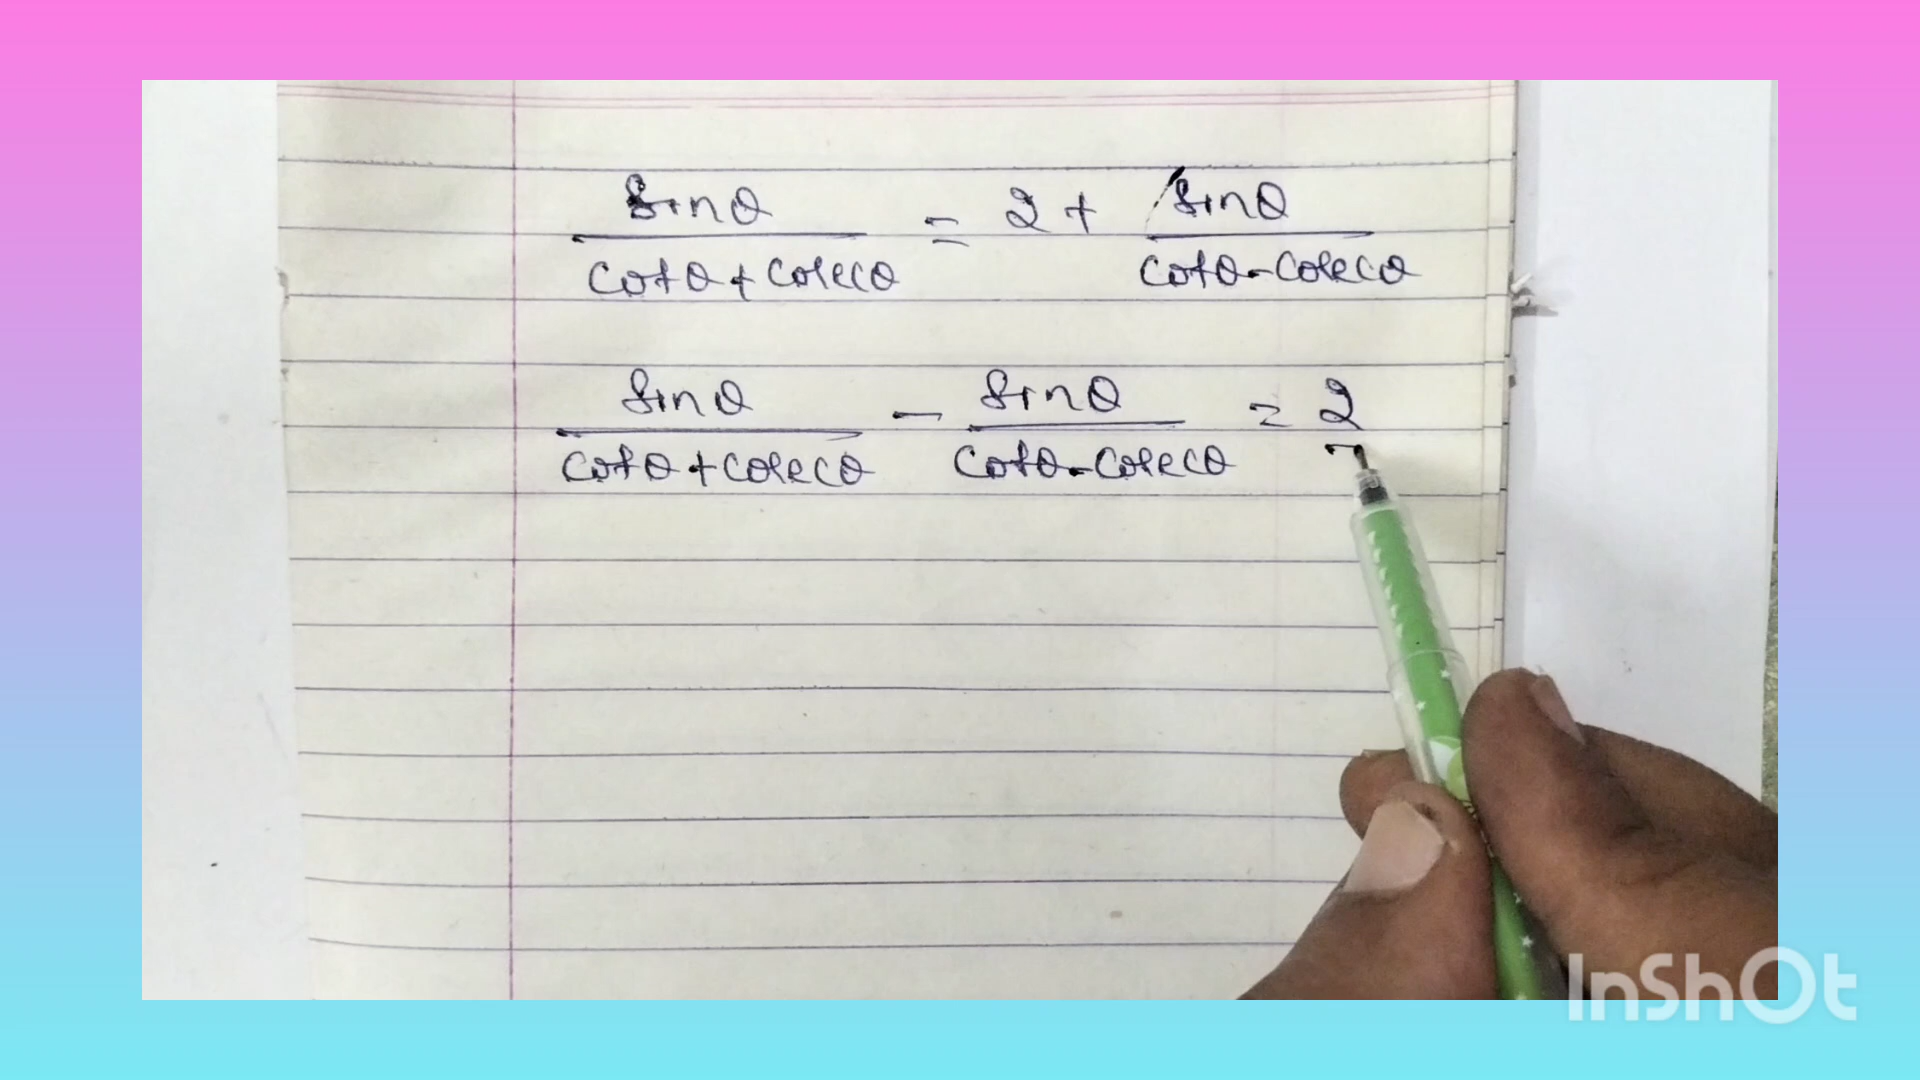 sinθ / cotθ + cosecθ = 2 + sinθ / cotθ - cosecθ
sinθ / cotθ + cosecθ - sinθ / cotθ - cosecθ = 2
InShOt